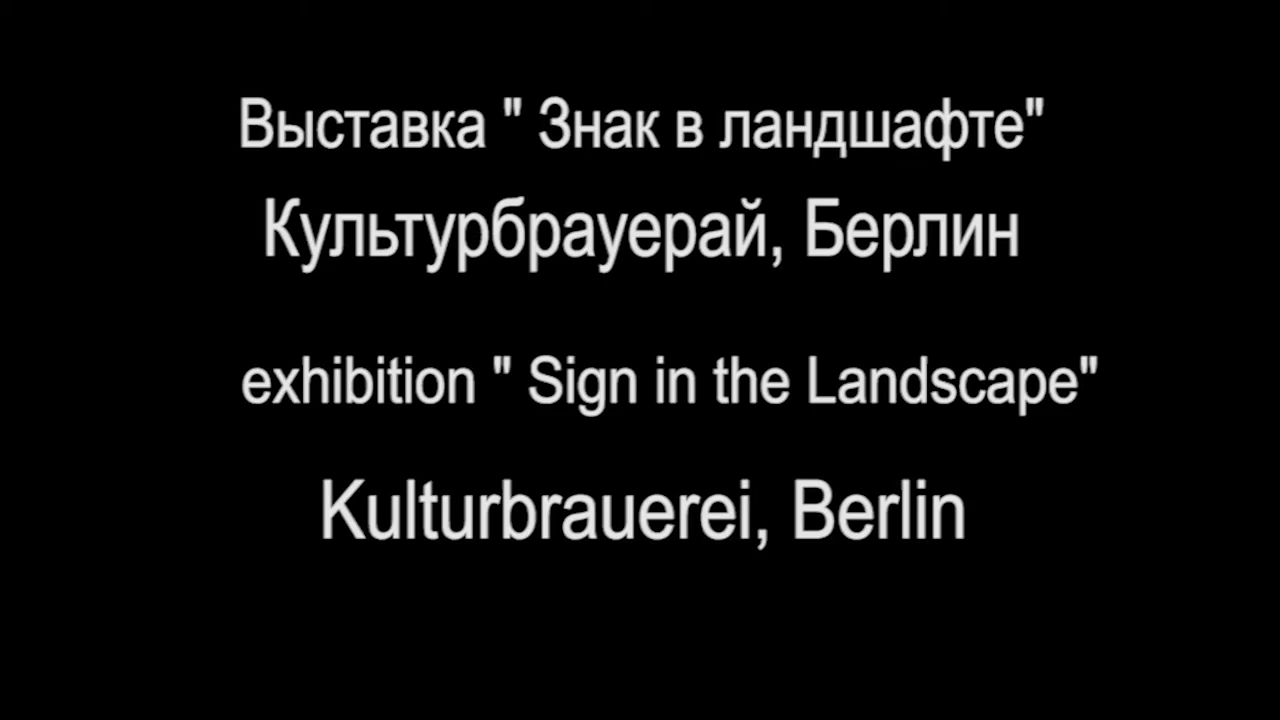 Выставка " Знак в ландшафте"
Культурбрауерай, Берлин
exhibition " Sign in the Landscape"
Kulturbrauerei, Berlin